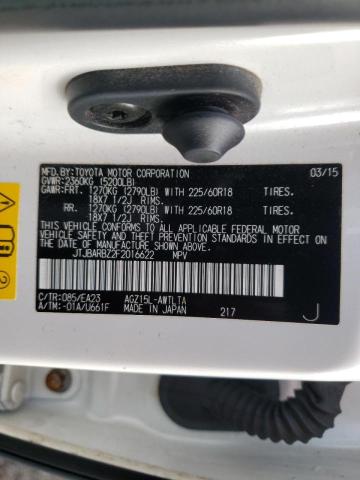 MFD.BY:TOYOTA MOTOR CORPORATION 03/15
GVWR:2360KG (5200LB)
GAWR:FRT. 1270KG (2790LB) WITH 225/60R18 TIRES,
18X7 1/2J RIMS,
RR. 1270KG (2790LB) WITH 225/60R18 TIRES,
18X7 1/2J RIMS,
THIS VEHICLE CONFORMS TO ALL APPLICABLE FEDERAL MOTOR
VEHICLE SAFETY, BUMPER, AND THEFT PREVENTION STANDARDS
IN EFFECT ON THE DATE OF MANUFACTURE SHOWN ABOVE.
JTJBARBZ2F2016622 MPV
C/TR:085/EA23 AGZ15L-AWTLTA J
A/TM:-01A/U661F MADE IN JAPAN 217
2